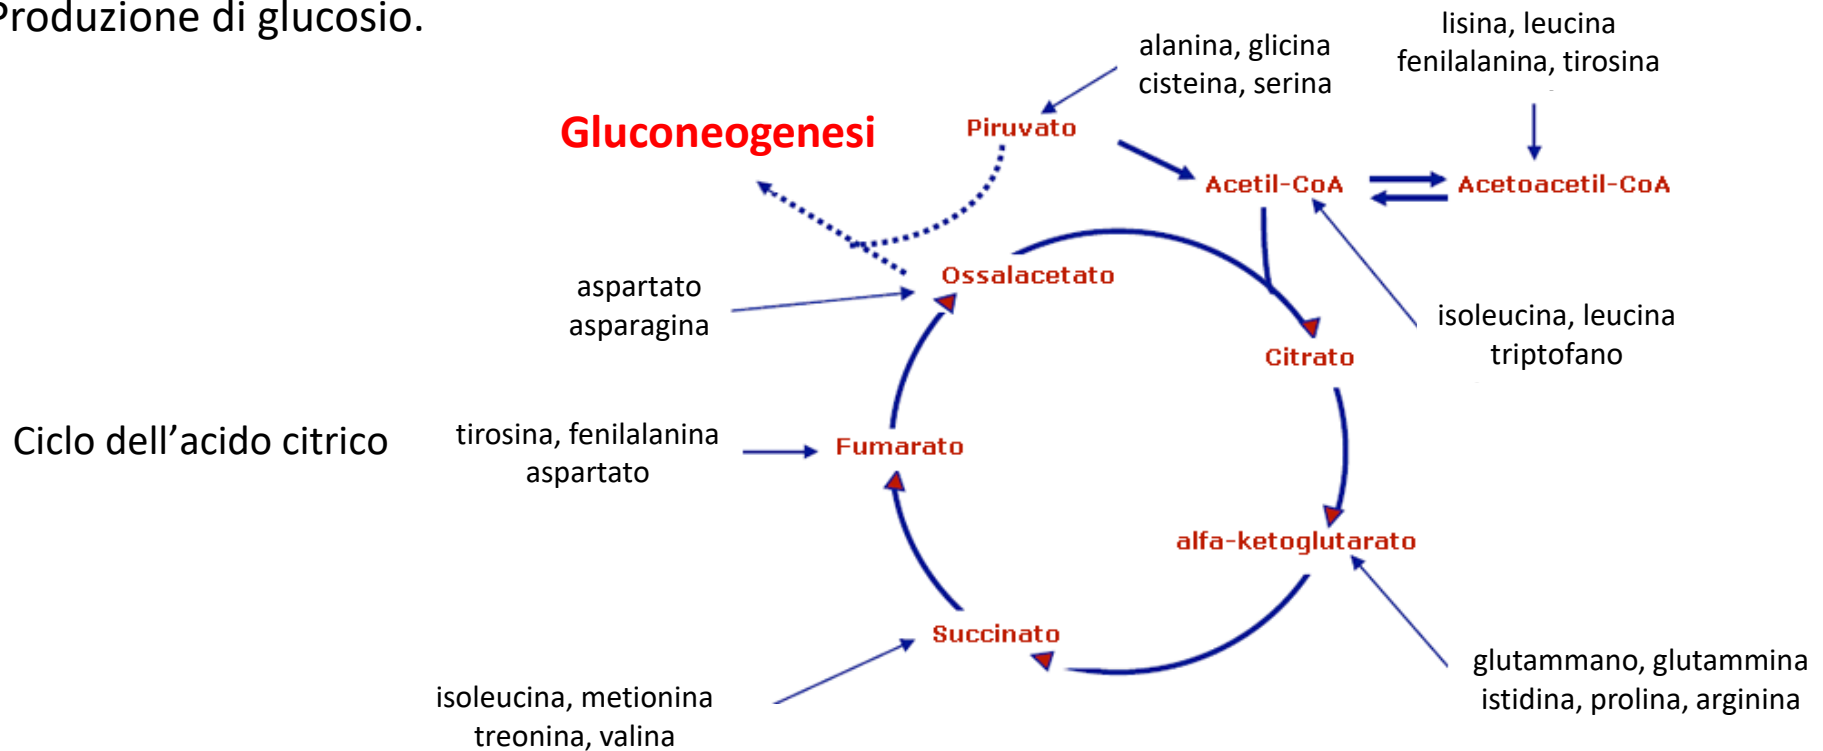 Produzione di glucosio.
lisina, leucina
fenilalanina, tirosina
alanina, glicina
cisteina, serina
Gluconeogenesi
Piruvato
Acetil-CoA
Acetoacetil-CoA
Ossalacetato
aspartato
asparagina
isoleucina, leucina
triptofano
Citrato
Ciclo dell’acido citrico
tirosina, fenilalanina
aspartato
Fumarato
alfa-ketoglutarato
Succinato
glutammano, glutammina
istidina, prolina, arginina
isoleucina, metionina
treonina, valina